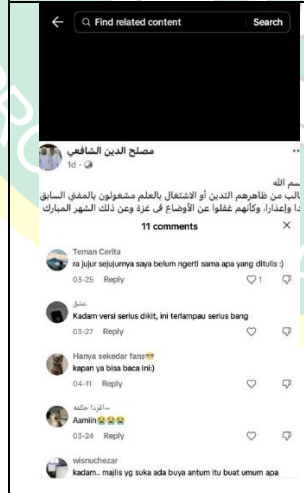 Find related content
Search
مصلح الدين الشافعي
1d
سم الله
الب من ظاهرهم التدين أو الاشتغال بالعلم مشغولون بالمفتي السابق
دا وإعذارا، وكأنهم غفلوا عن الأوضاع في غزة وعن ذلك الشهر المبارك
11 comments
Teman Cerita
ra jujur sejujurnya saya belum ngerti sama apa yang ditulis :)
03-25 Reply 1
عشق
Kadam versi serius dikit, ini terlampau serius bang
03-27 Reply
Hanya sekedar fans
kapan ya bisa baca ini:)
04-11 Reply
Aamiin😭😭😭
03-24 Reply
wisnuchezar
kadam.. majlis yg suka ada buya antum itu buat umum apa